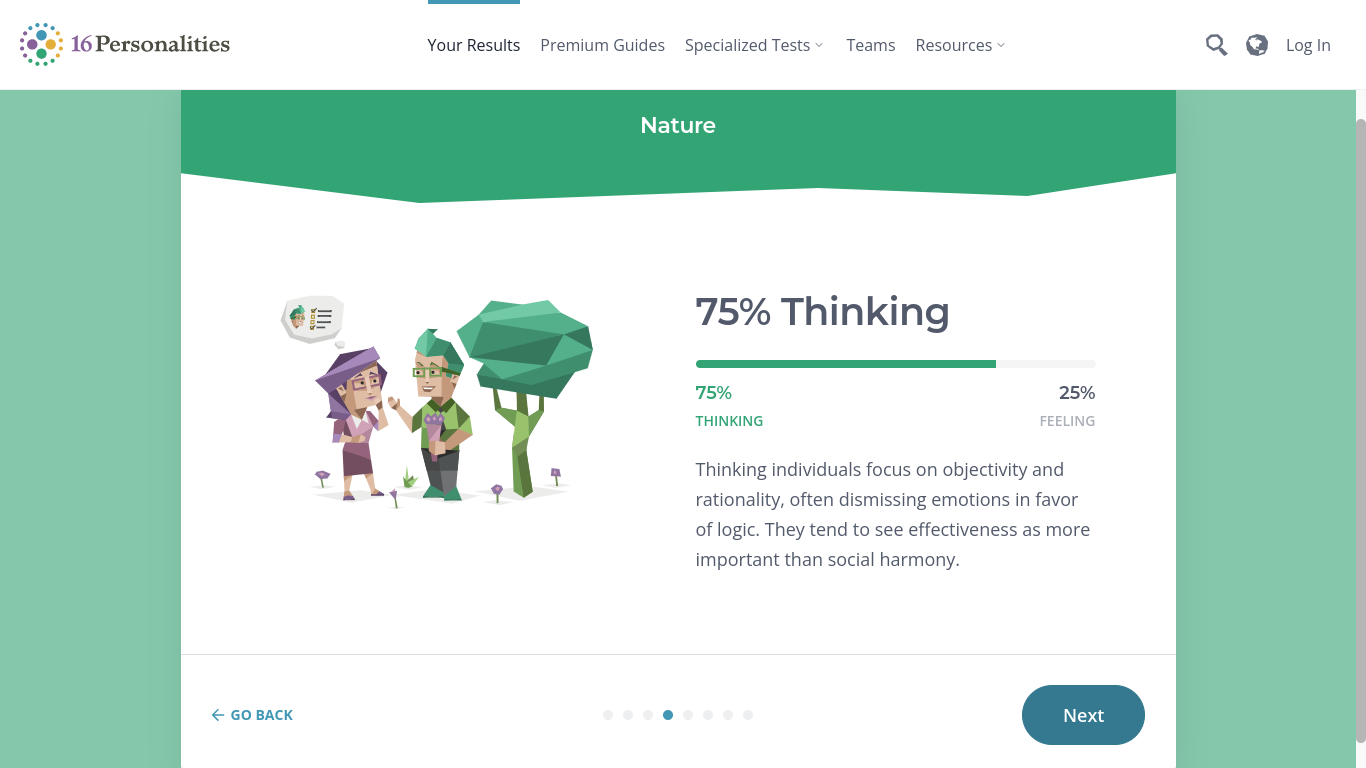 16Personalities
Your Results
Premium Guides
Specialized Tests
Teams
Resources
Log In
Nature
75% Thinking
75%
25%
THINKING
FEELING
Thinking individuals focus on objectivity and
rationality, often dismissing emotions in favor
of logic. They tend to see effectiveness as more
important than social harmony.
GO BACK
Next